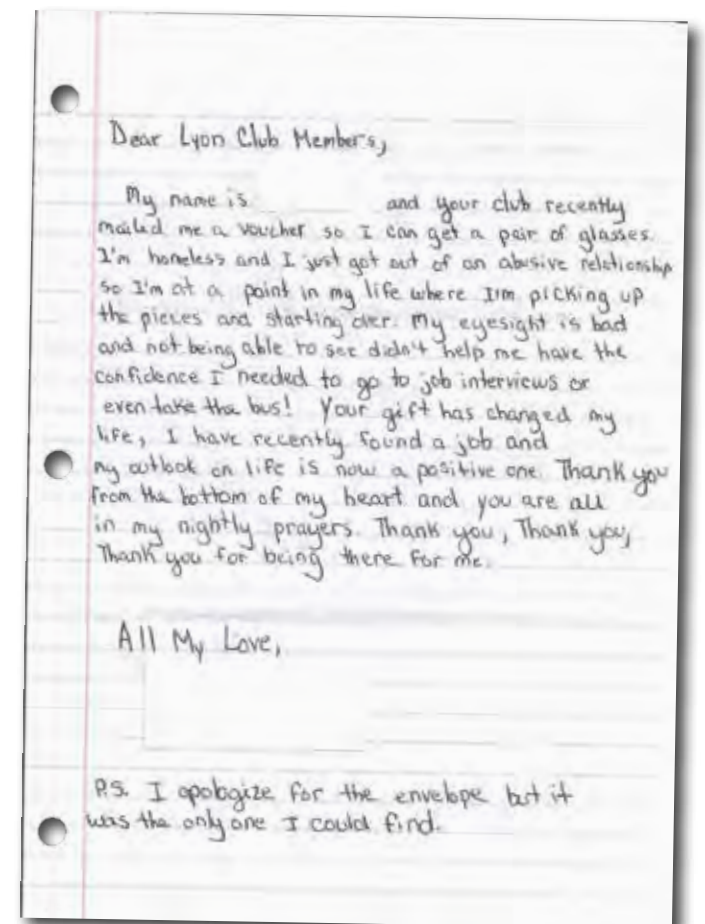 Dear Lyon Club Members,
My name is and your club recently
mailed me a voucher so I can get a pair of glasses.
I'm homeless and I just got out of an abusive relationship
so I'm at a point in my life where I'm picking up
the pieces and starting over. My eyesight is bad
and not being able to see didn't help me have the
confidence I needed to go to job interviews or
even take the bus! Your gift has changed my
life, I have recently found a job and
my outlook on life is now a positive one. Thank you
from the bottom of my heart and you are all
in my nightly prayers. Thank you, Thank you,
Thank you for being there for me.
All My Love,
P.S. I apologize for the envelope but it
was the only one I could find.